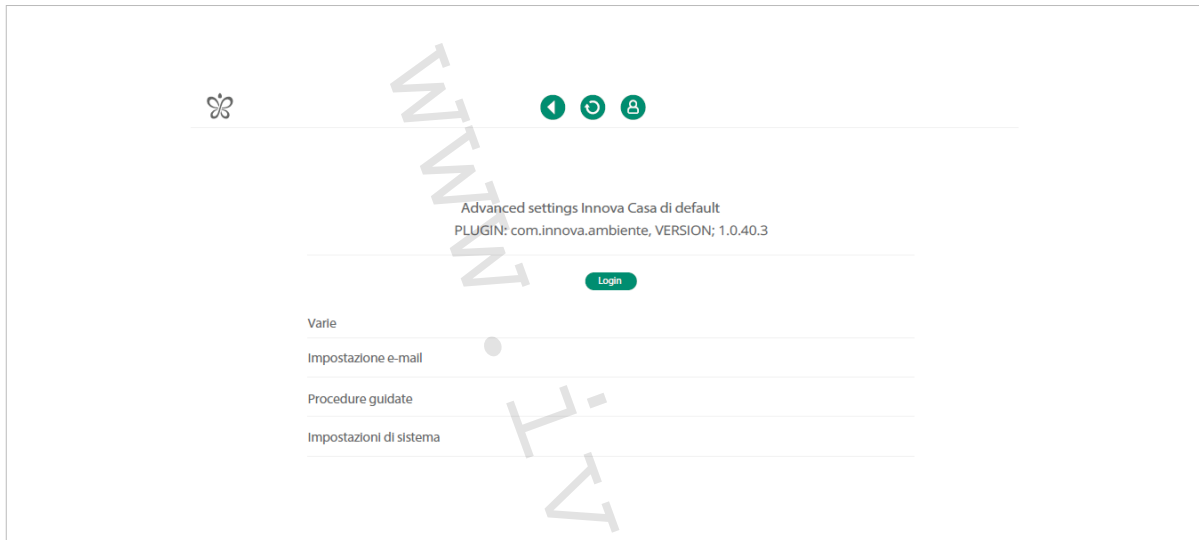 Advanced settings Innova Casa di default
PLUGIN: com.innova.ambiente, VERSION; 1.0.40.3
Login
Varie
Impostazione e-mail
Procedure guidate
Impostazioni di sistema
www.iv